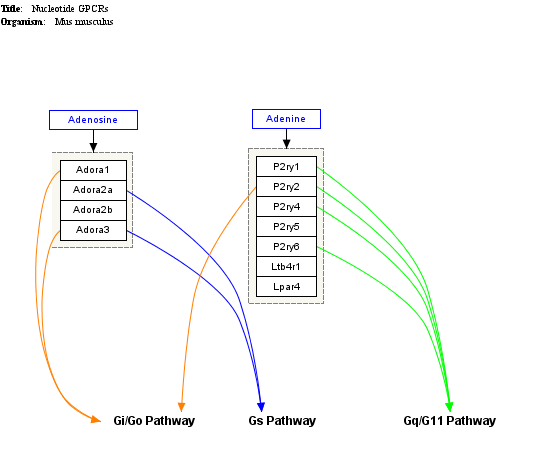 Title: Nucleotide GPCRs
Organism: Mus musculus
Adenosine
Adenine
Adora1
Adora2a
Adora2b
Adora3
P2ry1
P2ry2
P2ry4
P2ry5
P2ry6
Ltb4r1
Lpar4
Gi/Go Pathway
Gs Pathway
Gq/G11 Pathway